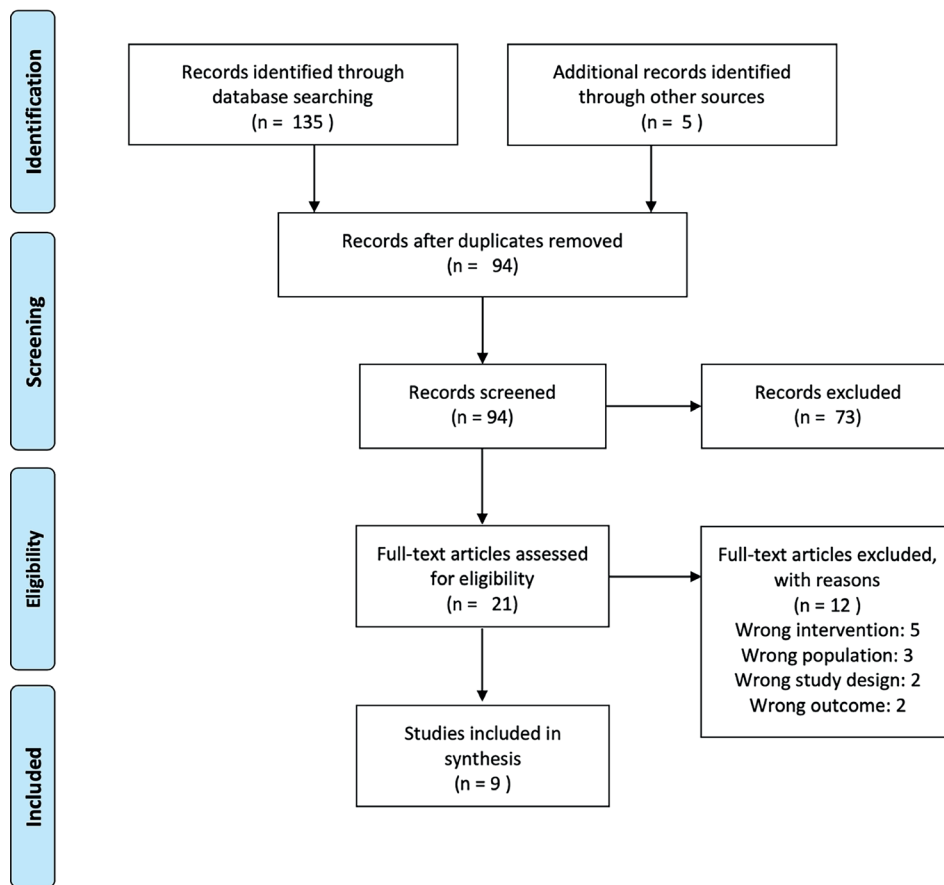 Identification
Records identified through
database searching
(n = 135 )
Additional records identified
through other sources
(n = 5 )
Records after duplicates removed
(n = 94)
Screening
Records screened
(n = 94)
Records excluded
(n = 73)
Eligibility
Full-text articles assessed
for eligibility
(n = 21)
Full-text articles excluded,
with reasons
(n = 12 )
Wrong intervention: 5
Wrong population: 3
Wrong study design: 2
Wrong outcome: 2
Included
Studies included in
synthesis
(n = 9 )